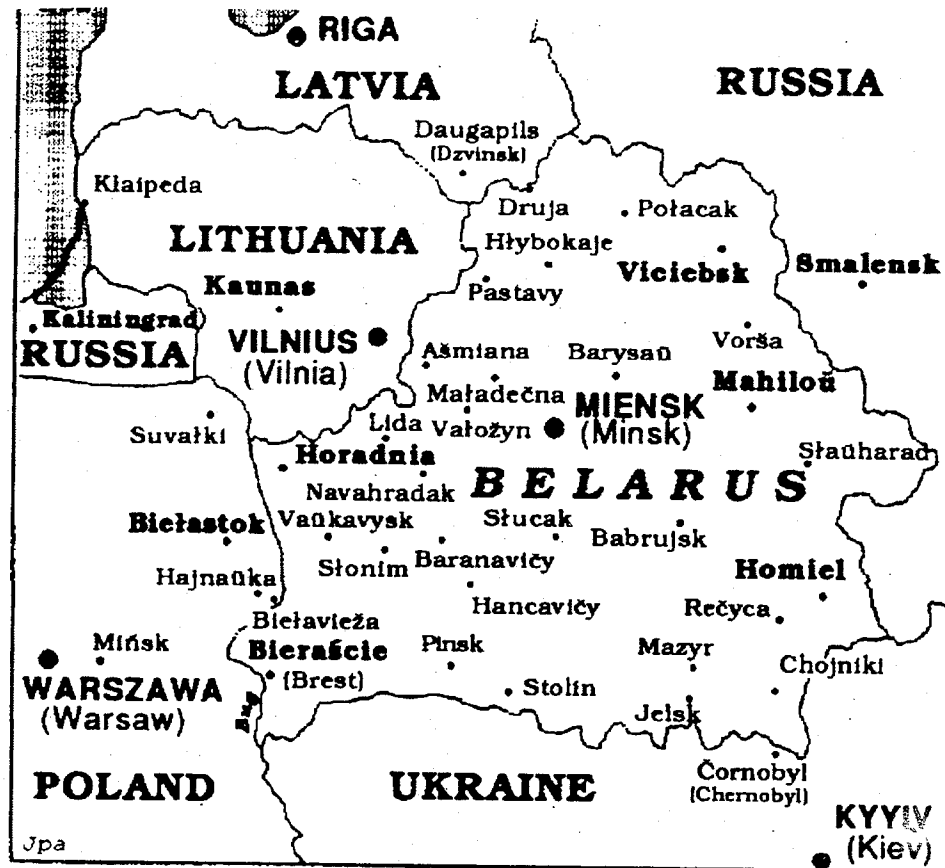 RIGA
LATVIA
RUSSIA
Daugapils
(Dzvinsk)
Klaipeda
Druja
Połacak
LITHUANIA
Hłybokaje
Viciebsk
Smalensk
Kaunas
Pastavy
Kaliningrad)
RUSSIA
VILNIUS
(Vilnia)
Ašmiana
Barysaŭ
Vorša
Maładečna
Mahiloŭ
Suvałki
Lida
Vałožyn
MIENSK
(Minsk)
Słaŭharad
Horadnia
Navahradak
BELARUS
Biełastok
Vaŭkavysk
Słucak
Babrujsk
Słonim
Baranavičy
Homiel
Hajnaŭka
Hancavičy
Rečyca
Biełavieža
Mińsk
Bieraście
(Brest)
Pinsk
Mazyr
Chojniki
WARSZAWA
(Warsaw)
Bug
Stolin
Jelsk
POLAND
UKRAINE
Čornobyl
(Chernobyl)
KYYIV
(Kiev)
Jpa